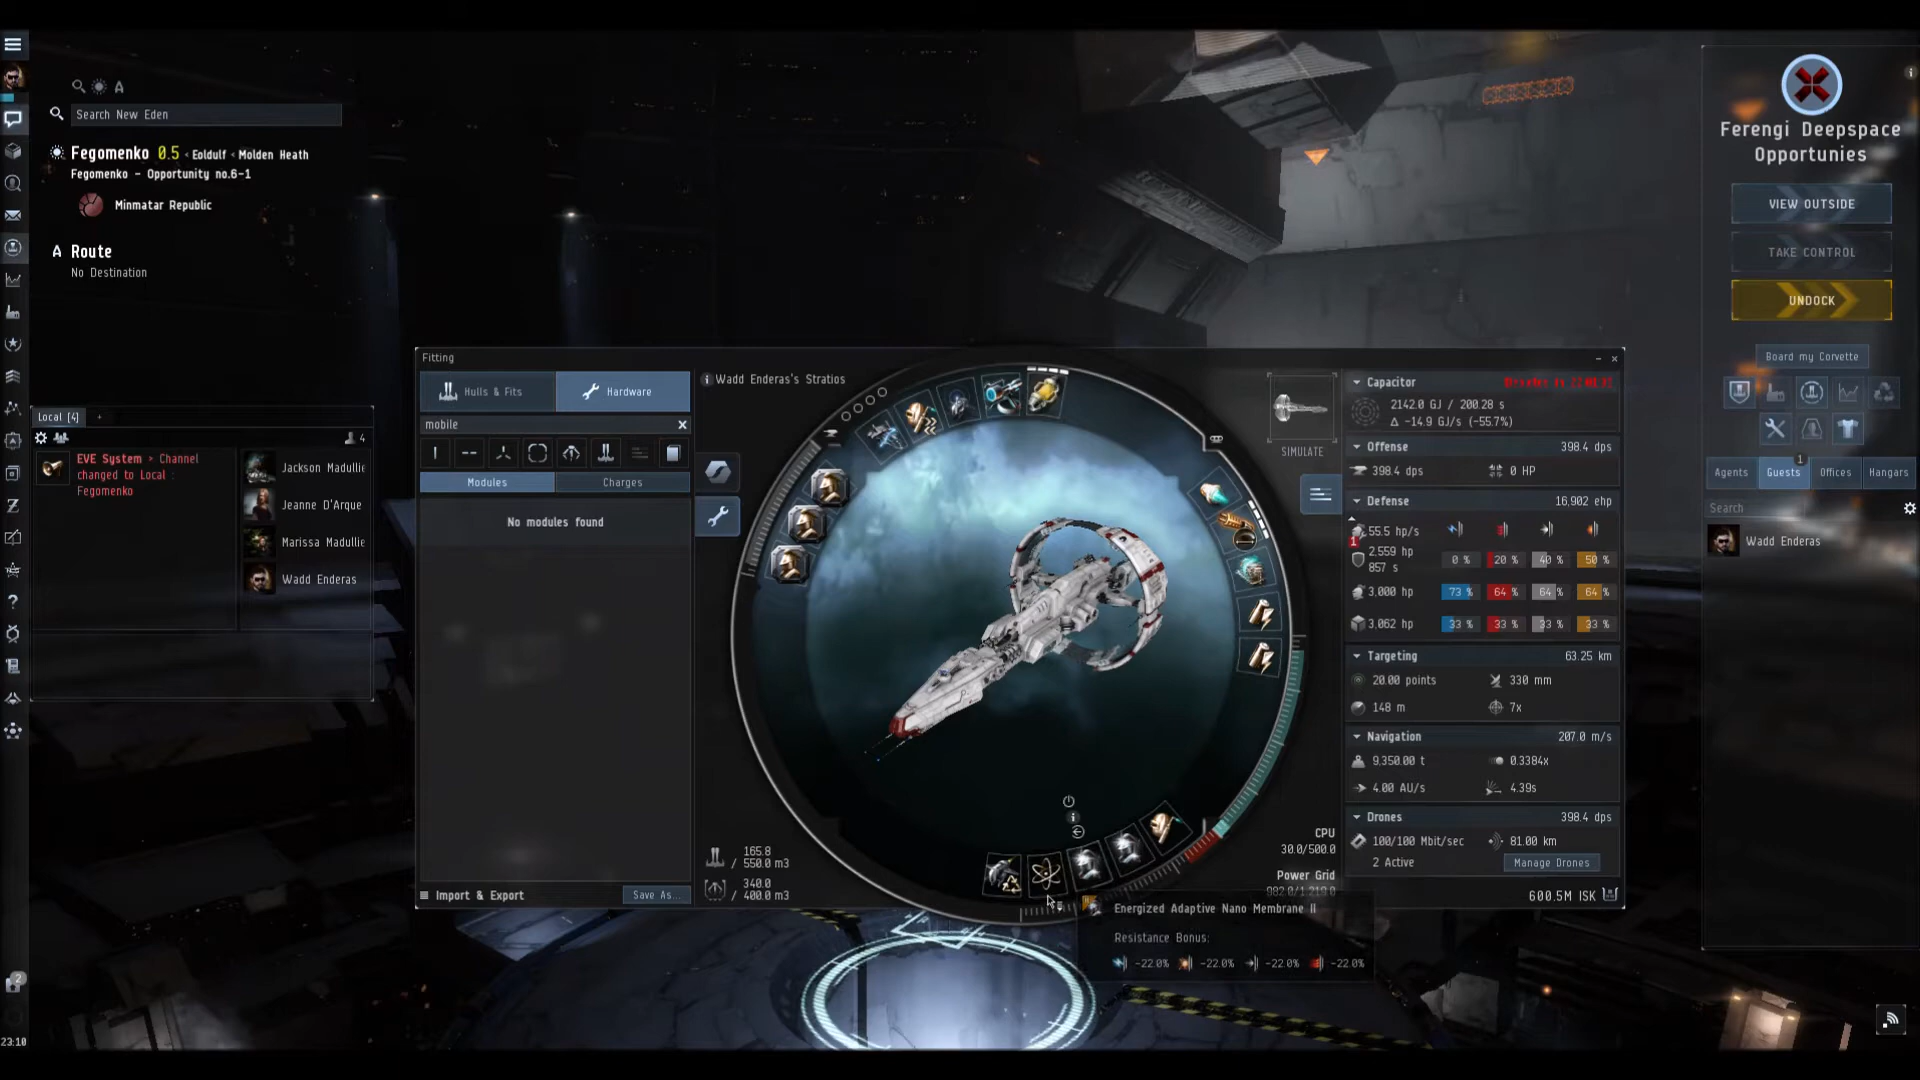 Search New Eden
Fegomenko 0.5 ‹ Eoldulf ‹ Molden Heath
Fegomenko - Opportunity no.6-1
Minmatar Republic
Route
No Destination
Local [4]
4
EVE System > Channel
changed to Local :
Fegomenko
Jackson Madullie
Jeanne D'Arque
Marissa Madullie
Wadd Enderas
2
23:10
Fitting
Hulls & Fits
Hardware
mobile
Modules
Charges
No modules found
Import & Export
Save As...
Wadd Enderas's Stratios
165.8
/ 550.0 m3
340.0
/ 400.0 m3
SIMULATE
CPU
30.0/500.0
Power Grid
Energized Adaptive Nano Membrane II
Resistance Bonus:
-22.0% -22.0% -22.0% -22.0%
Capacitor
2142.0 GJ / 200.28 s
Δ -14.9 GJ/s (-55.7%)
Offense 398.4 dps
398.4 dps 0 HP
Defense 16,902 ehp
55.5 hp/s
1
2,559 hp
857 s
0 % 20 % 40 % 50 %
3,000 hp 73 % 64 % 64 % 64 %
3,062 hp 33 % 33 % 33 % 33 %
Targeting 63.25 km
20.00 points 330 mm
148 m 7x
Navigation 207.0 m/s
9,350.00 t 0.3384x
4.00 AU/s 4.39s
Drones 398.4 dps
100/100 Mbit/sec 81.00 km
2 Active Manage Drones
600.5M ISK
Ferengi Deepspace
Opportunies
VIEW OUTSIDE
TAKE CONTROL
UNDOCK
Board my Corvette
1
Agents Guests Offices Hangars
Search
Wadd Enderas